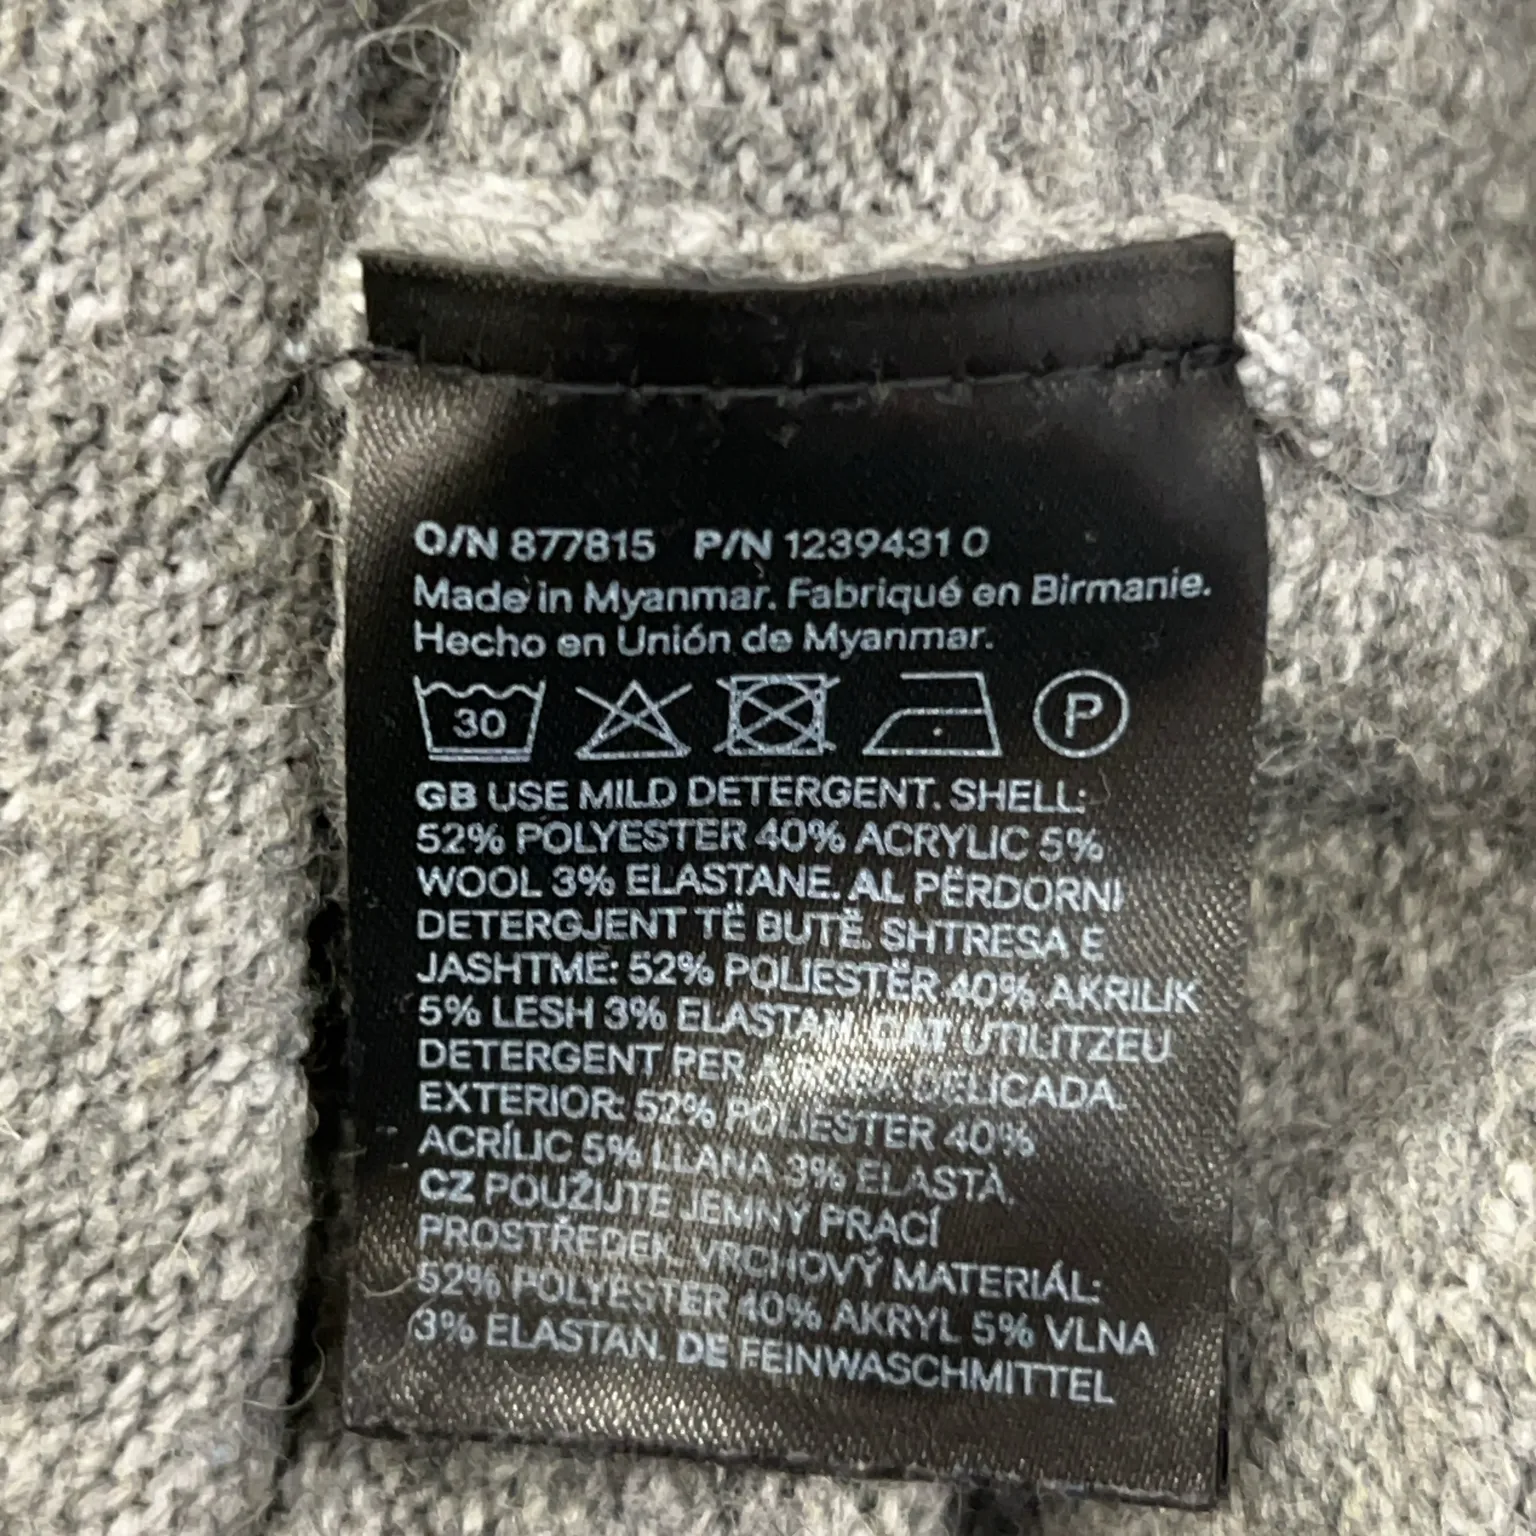 O/N 877815 P/N 1239431 0
Made in Myanmar. Fabriqué en Birmanie.
Hecho en Unión de Myanmar.
30 P
GB USE MILD DETERGENT. SHELL:
52% POLYESTER 40% ACRYLIC 5%
WOOL 3% ELASTANE. AL PËRDORNI
DETERGJENT TË BUTË. SHTRESA E
JASHTME: 52% POLIESTËR 40% AKRILIK
5% LESH 3% ELASTAN. CAT UTILITZEU
DETERGENT PER DELICADA.
EXTERIOR: 52% POLIESTER 40%
ACRÍLIC 5% LLANA 3% ELASTÀ.
CZ POUŽIJTE JEMNÝ PRACÍ
PROSTŘEDEK. VRCHOVÝ MATERIÁL:
52% POLYESTER 40% AKRYL 5% VLNA
3% ELASTAN. DE FEINWASCHMITTEL